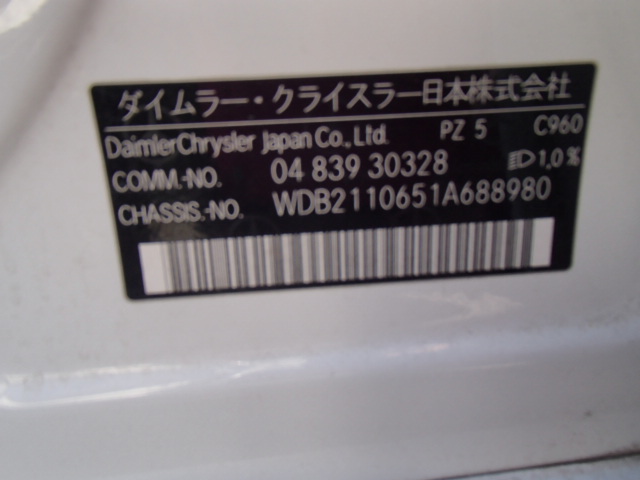 ダイムラー・クライスラー日本株式会社
DaimlerChrysler Japan Co., Ltd. PZ 5 C960
COMM.-NO. 04 839 30328 1,0%
CHASSIS.-NO. WDB2110651A688980